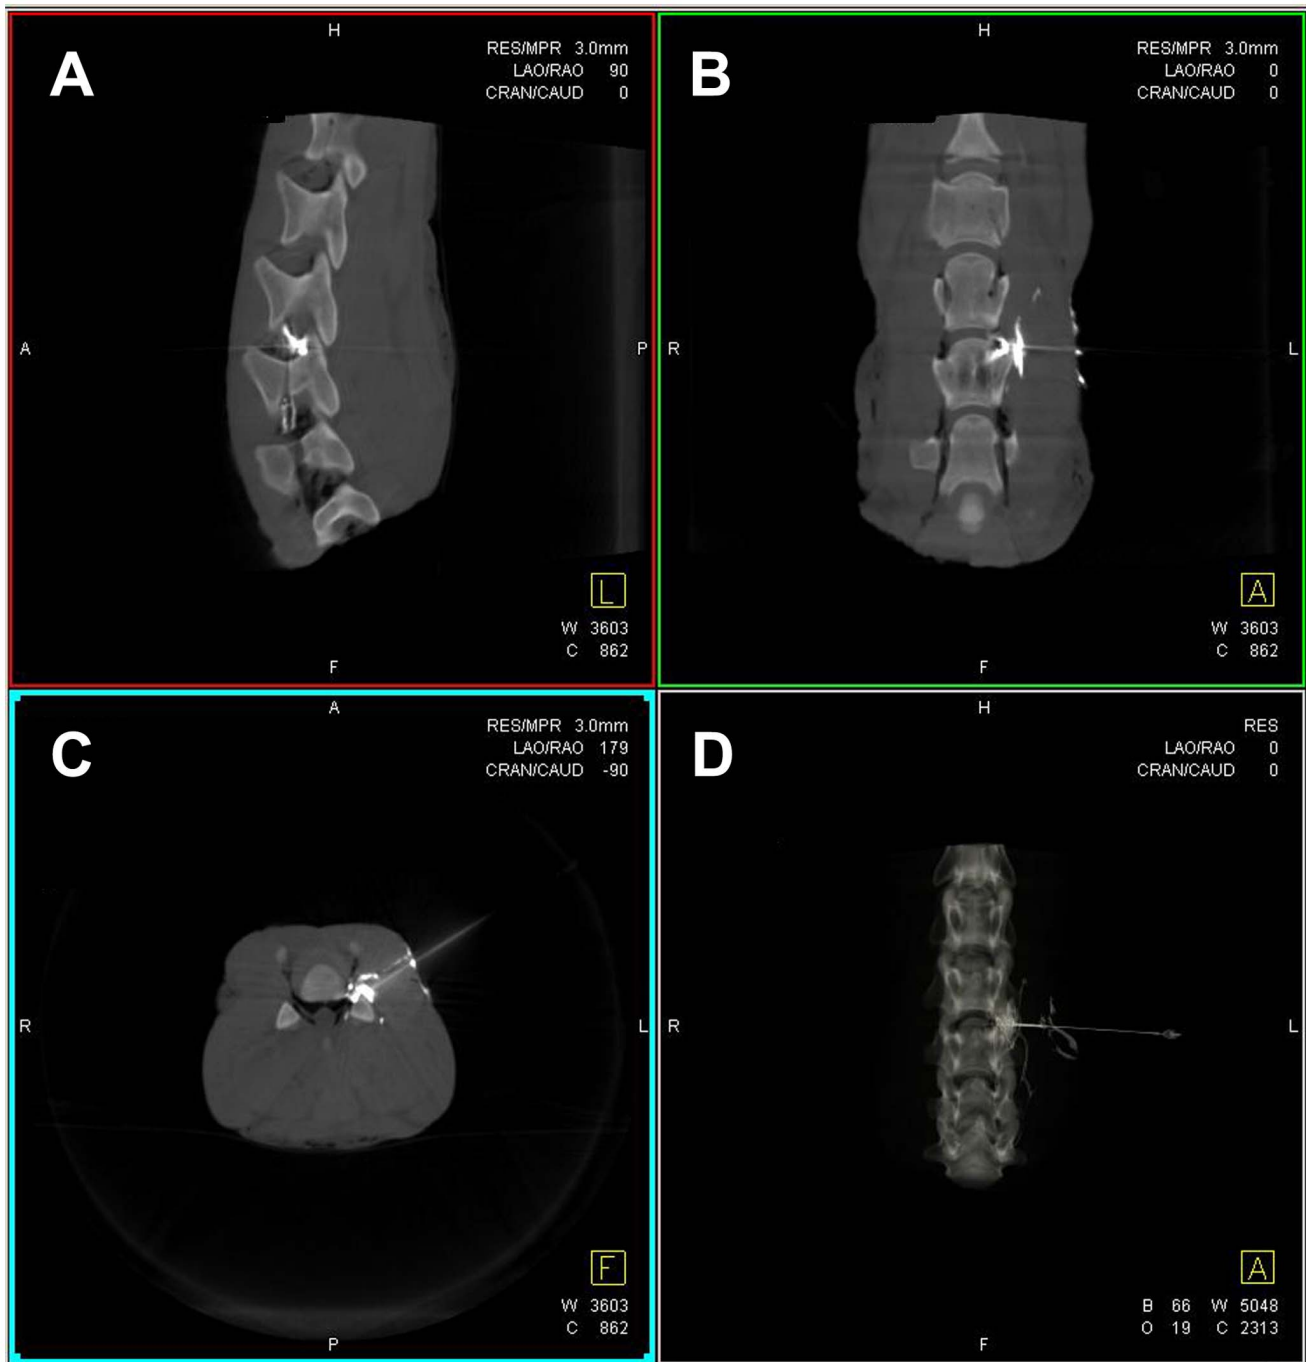 A
H
RES/MPR 3.0mm
LAO/RAO 90
CRAN/CAUD 0
A
P
L
W 3603
C 862
F
B
H
RES/MPR 3.0mm
LAO/RAO 0
CRAN/CAUD 0
R
L
A
W 3603
C 862
F
C
A
RES/MPR 3.0mm
LAO/RAO 179
CRAN/CAUD -90
R
L
F
W 3603
C 862
P
D
H
RES
LAO/RAO 0
CRAN/CAUD 0
R
L
A
B 66 W 5048
O 19 C 2313
F